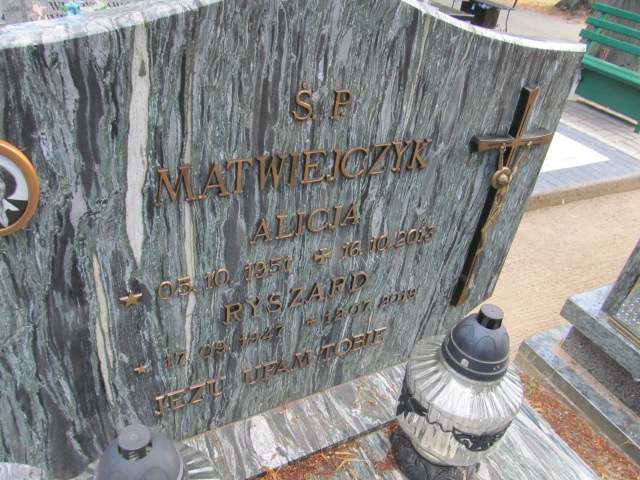 Ś. P.
MATWIEJCZYK
ALICJA
05.10.1951 16.10.2013
RYSZARD
17.09.1947 12.07.2019
JEZU UFAM TOBIE